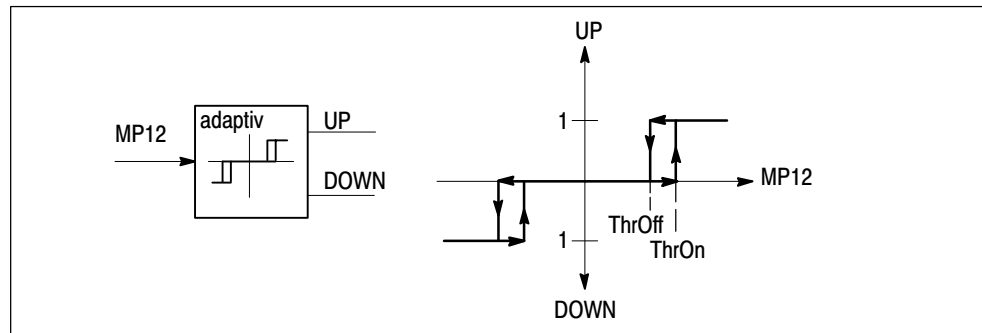 MP12
adaptiv
UP
DOWN
UP
1
MP12
ThrOff
1
ThrOn
DOWN